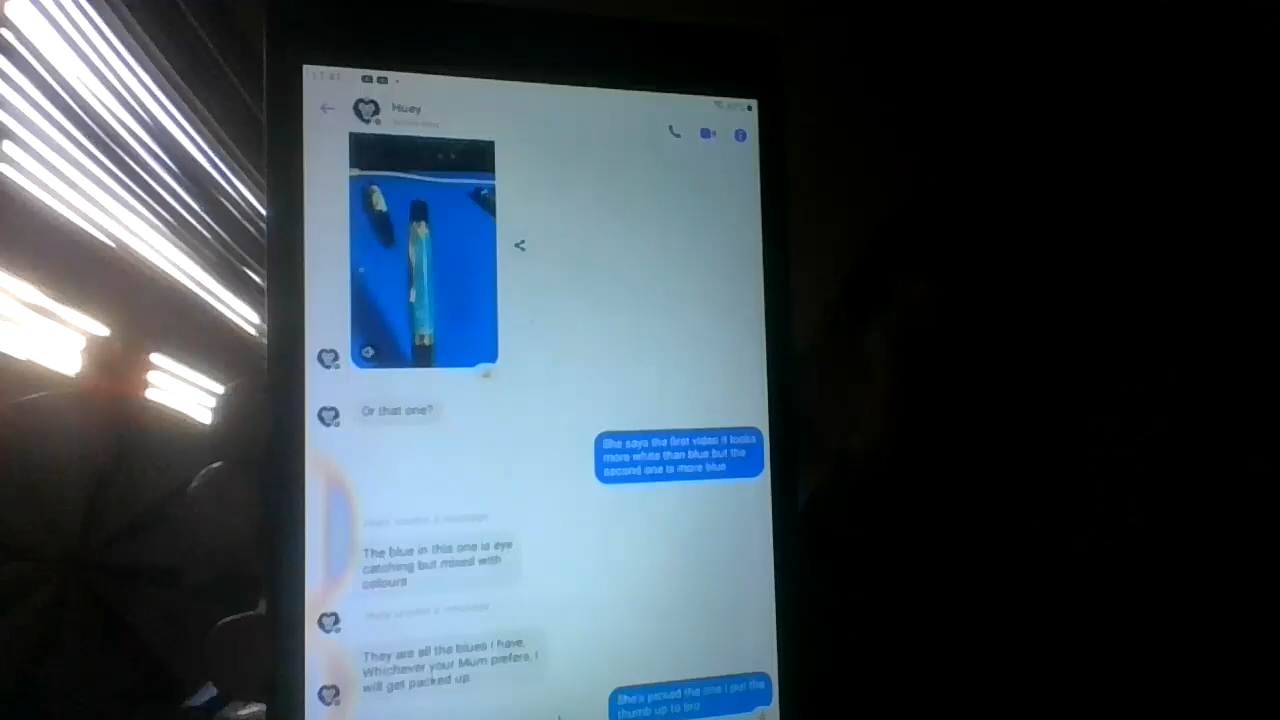 Huey
Or that one?
She says the first video it looks
more white than blue but the
second one is more blue
The blue in this one is eye
catching but mixed with
colours
They are all the blues I have,
Whichever your Mum prefers, I
will get packed up
She's picked the one I put the
thumb up to bro